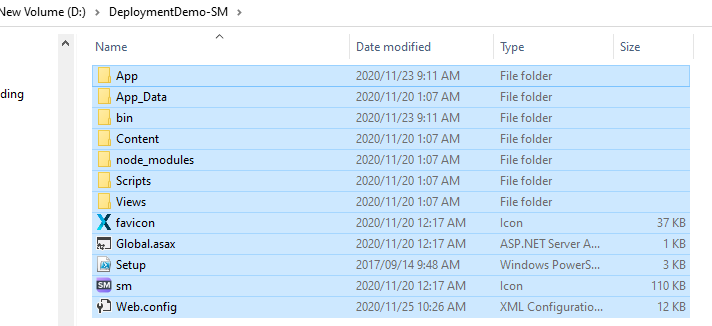 New Volume (D:) > DeploymentDemo-SM >
ding
Name Date modified Type Size
App 2020/11/23 9:11 AM File folder
App_Data 2020/11/20 1:07 AM File folder
bin 2020/11/23 9:11 AM File folder
Content 2020/11/20 1:07 AM File folder
node_modules 2020/11/20 1:07 AM File folder
Scripts 2020/11/20 1:07 AM File folder
Views 2020/11/20 1:07 AM File folder
favicon 2020/11/20 12:17 AM Icon 37 KB
Global.asax 2020/11/20 12:17 AM ASP.NET Server A... 1 KB
Setup 2017/09/14 9:48 AM Windows PowerS... 3 KB
SM sm 2020/11/20 12:17 AM Icon 110 KB
Web.config 2020/11/25 10:26 AM XML Configuratio... 12 KB